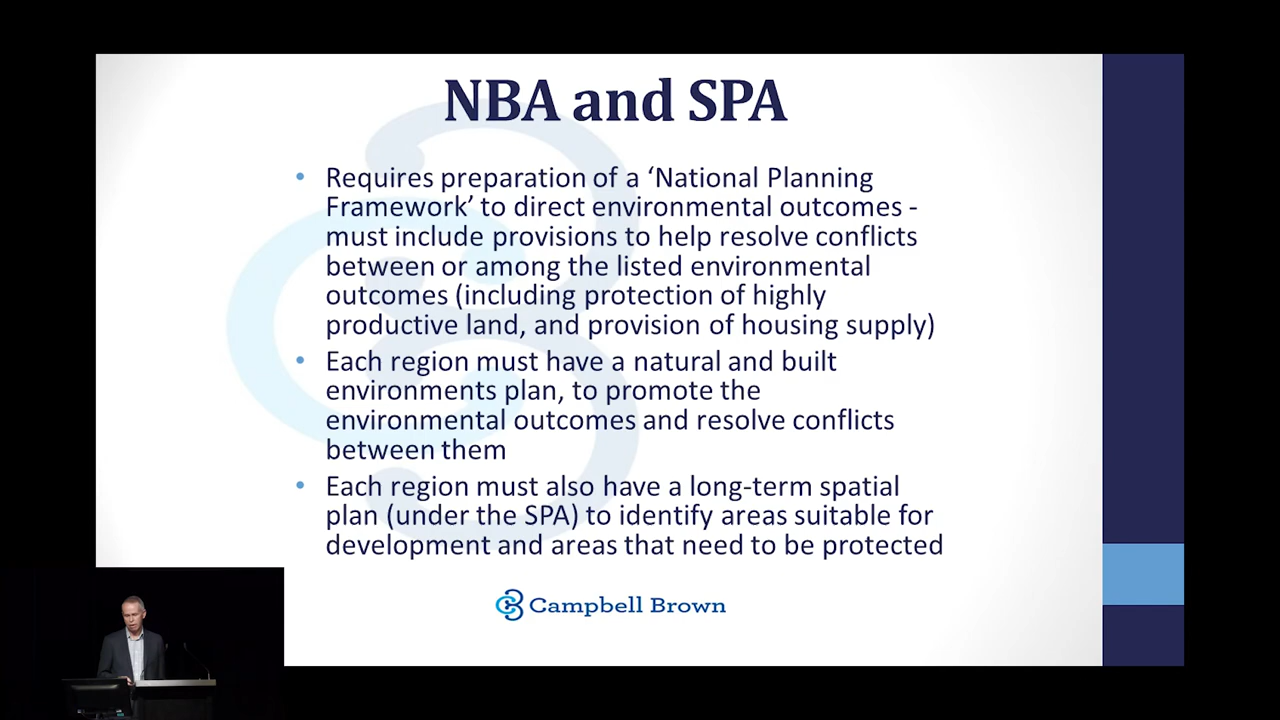 NBA and SPA
• Requires preparation of a ‘National Planning
Framework’ to direct environmental outcomes -
must include provisions to help resolve conflicts
between or among the listed environmental
outcomes (including protection of highly
productive land, and provision of housing supply)
• Each region must have a natural and built
environments plan, to promote the
environmental outcomes and resolve conflicts
between them
• Each region must also have a long-term spatial
plan (under the SPA) to identify areas suitable for
development and areas that need to be protected
Campbell Brown